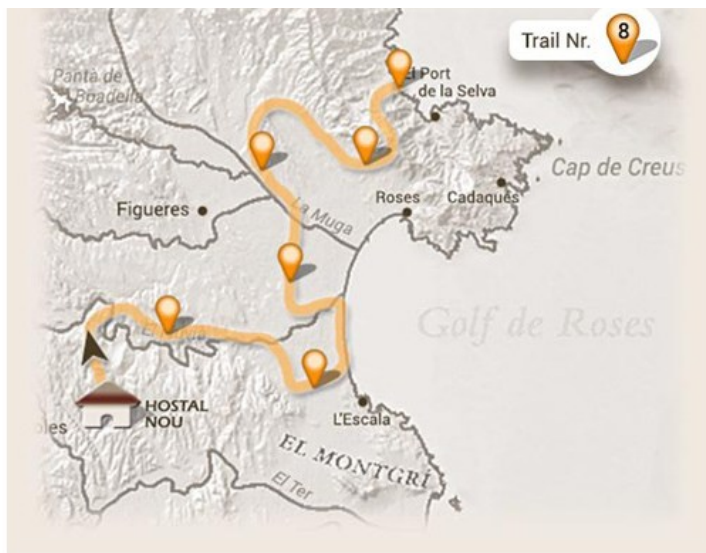 Trail Nr.
8
El Port
de la Selva
Pantà de
Boadella
Cap de Creus
Figueres
La Muga
Roses
Cadaqués
Golf de Roses
HOSTAL
NOU
L'Escala
EL MONTGRÍ
El Ter